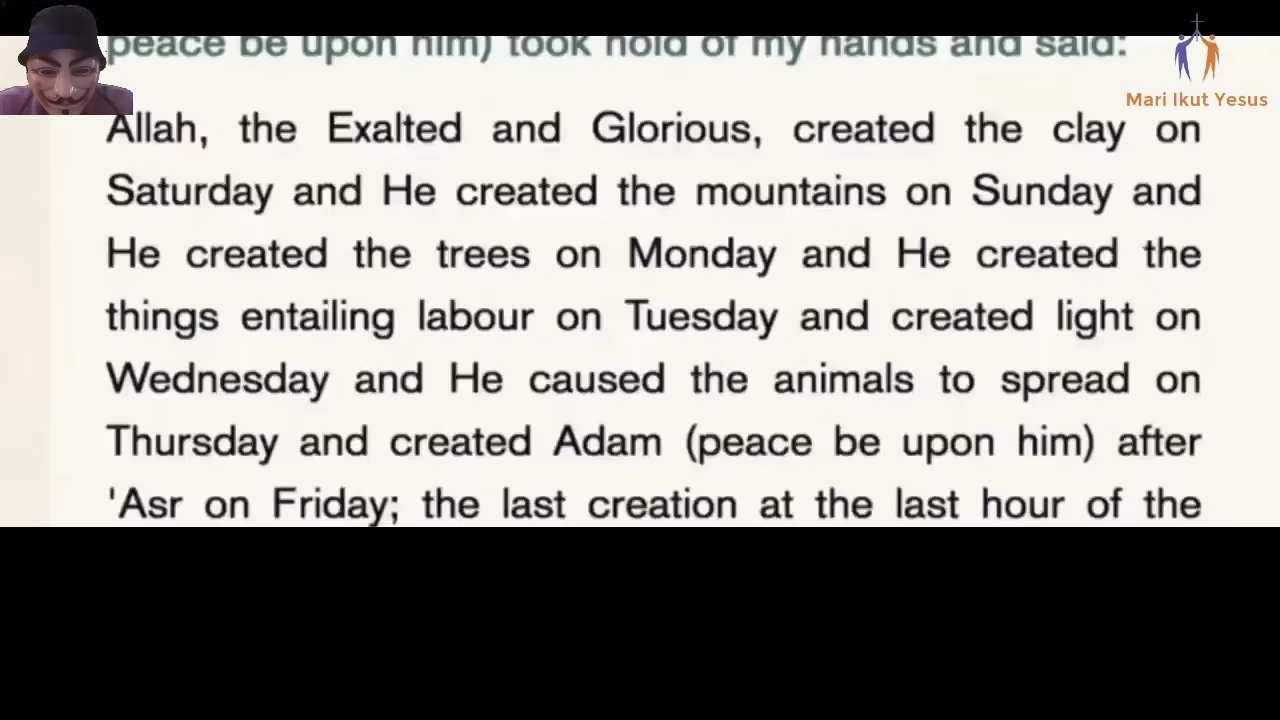 peace be upon him) took hold of my hands and said:
Mari Ikut Yesus
Allah, the Exalted and Glorious, created the clay on
Saturday and He created the mountains on Sunday and
He created the trees on Monday and He created the
things entailing labour on Tuesday and created light on
Wednesday and He caused the animals to spread on
Thursday and created Adam (peace be upon him) after
'Asr on Friday; the last creation at the last hour of the